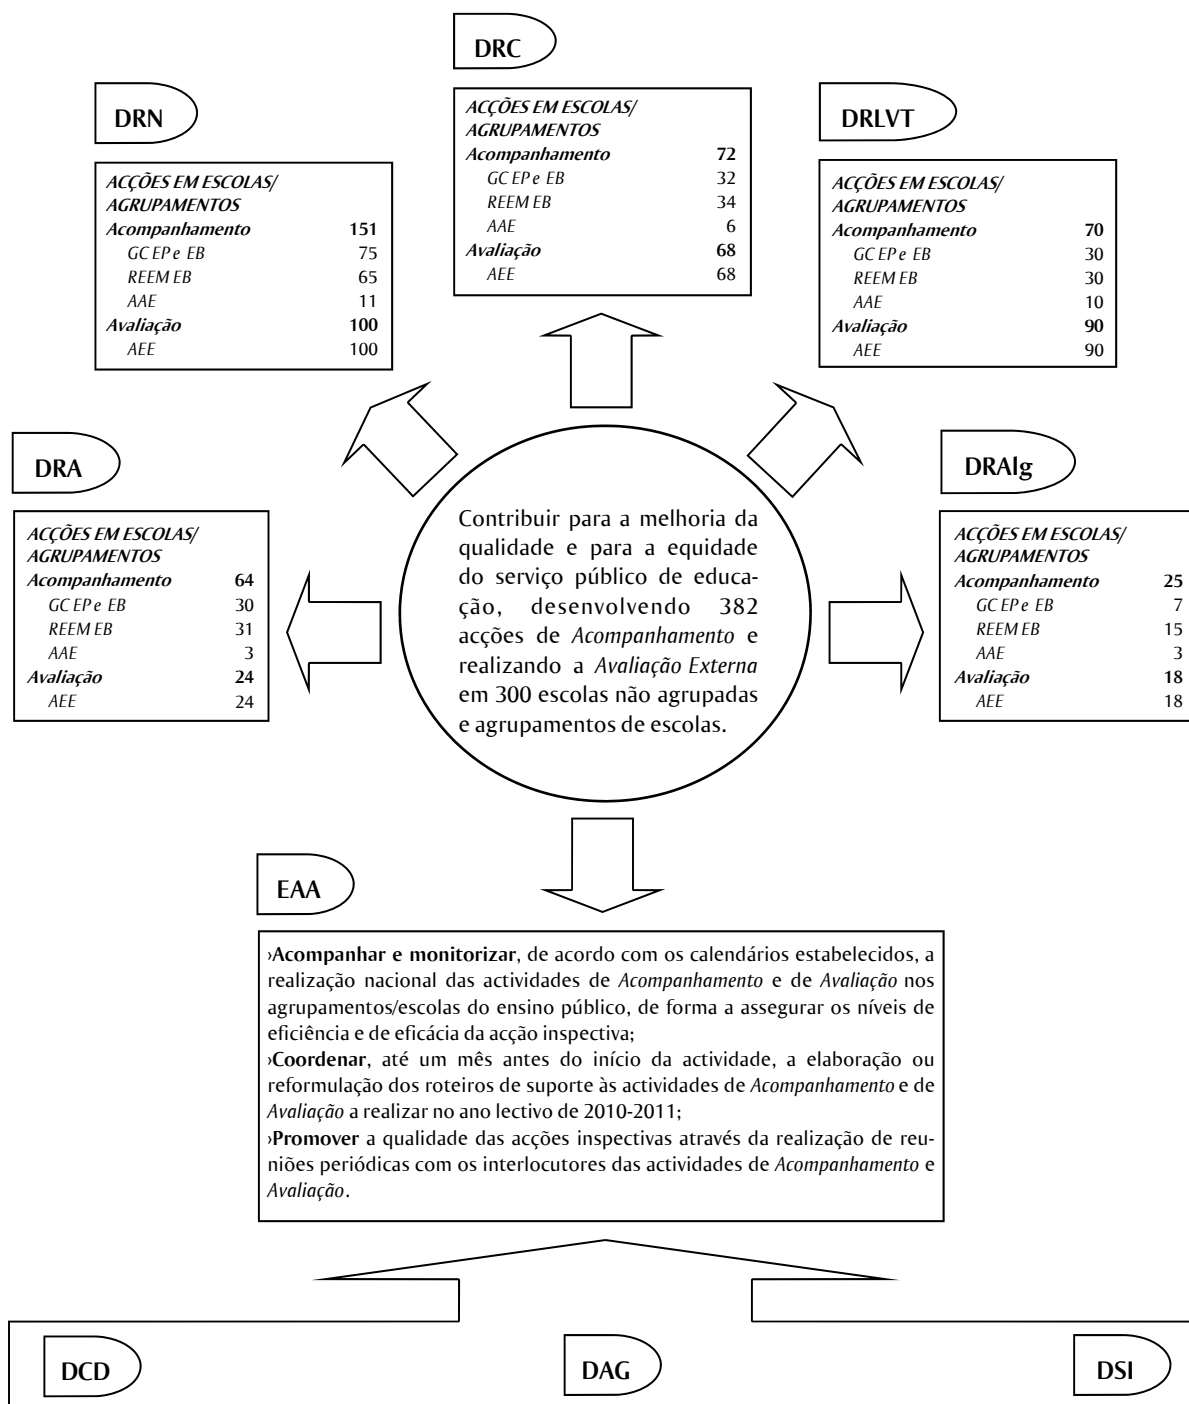 DRC
ACÇÕES EM ESCOLAS/
AGRUPAMENTOS
Acompanhamento 72
GC EP e EB 32
REEM EB 34
AAE 6
Avaliação 68
AEE 68
DRN
ACÇÕES EM ESCOLAS/
AGRUPAMENTOS
Acompanhamento 151
GC EP e EB 75
REEM EB 65
AAE 11
Avaliação 100
AEE 100
DRLVT
ACÇÕES EM ESCOLAS/
AGRUPAMENTOS
Acompanhamento 70
GC EP e EB 30
REEM EB 30
AAE 10
Avaliação 90
AEE 90
DRA
ACÇÕES EM ESCOLAS/
AGRUPAMENTOS
Acompanhamento 64
GC EP e EB 30
REEM EB 31
AAE 3
Avaliação 24
AEE 24
DRAlg
ACÇÕES EM ESCOLAS/
AGRUPAMENTOS
Acompanhamento 25
GC EP e EB 7
REEM EB 15
AAE 3
Avaliação 18
AEE 18
Contribuir para a melhoria da
qualidade e para a equidade
do serviço público de educa-
ção, desenvolvendo 382
acções de Acompanhamento e
realizando a Avaliação Externa
em 300 escolas não agrupadas
e agrupamentos de escolas.
EAA
›Acompanhar e monitorizar, de acordo com os calendários estabelecidos, a
realização nacional das actividades de Acompanhamento e de Avaliação nos
agrupamentos/escolas do ensino público, de forma a assegurar os níveis de
eficiência e de eficácia da acção inspectiva;
›Coordenar, até um mês antes do início da actividade, a elaboração ou
reformulação dos roteiros de suporte às actividades de Acompanhamento e de
Avaliação a realizar no ano lectivo de 2010-2011;
›Promover a qualidade das acções inspectivas através da realização de reu-
niões periódicas com os interlocutores das actividades de Acompanhamento e
Avaliação.
DCD
DAG
DSI